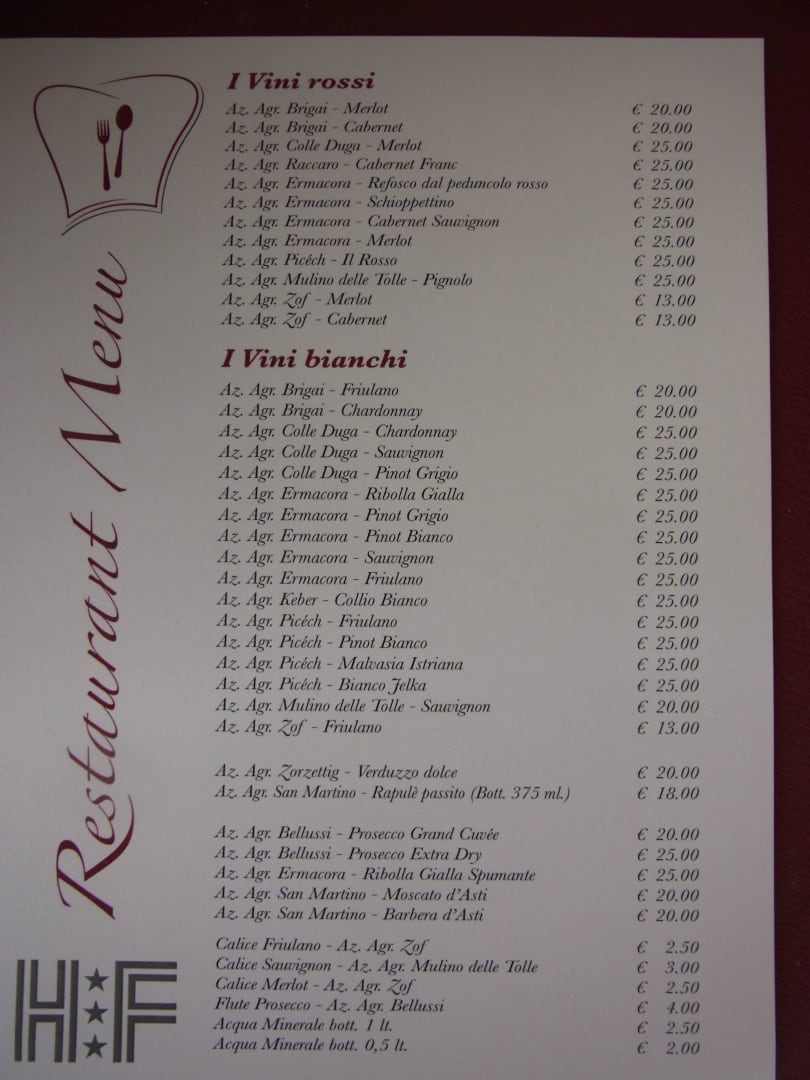 Restaurant Menu
I Vini rossi
Az. Agr. Brigai - Merlot € 20.00
Az. Agr. Brigai - Cabernet € 20.00
Az. Agr. Colle Duga - Merlot € 25.00
Az. Agr. Raccaro - Cabernet Franc € 25.00
Az. Agr. Ermacora - Refosco dal peduncolo rosso € 25.00
Az. Agr. Ermacora - Schioppettino € 25.00
Az. Agr. Ermacora - Cabernet Sauvignon € 25.00
Az. Agr. Ermacora - Merlot € 25.00
Az. Agr. Picéch - Il Rosso € 25.00
Az. Agr. Mulino delle Tolle - Pignolo € 25.00
Az. Agr. Zof - Merlot € 13.00
Az. Agr. Zof - Cabernet € 13.00
I Vini bianchi
Az. Agr. Brigai - Friulano € 20.00
Az. Agr. Brigai - Chardonnay € 20.00
Az. Agr. Colle Duga - Chardonnay € 25.00
Az. Agr. Colle Duga - Sauvignon € 25.00
Az. Agr. Colle Duga - Pinot Grigio € 25.00
Az. Agr. Ermacora - Ribolla Gialla € 25.00
Az. Agr. Ermacora - Pinot Grigio € 25.00
Az. Agr. Ermacora - Pinot Bianco € 25.00
Az. Agr. Ermacora - Sauvignon € 25.00
Az. Agr. Ermacora - Friulano € 25.00
Az. Agr. Keber - Collio Bianco € 25.00
Az. Agr. Picéch - Friulano € 25.00
Az. Agr. Picéch - Pinot Bianco € 25.00
Az. Agr. Picéch - Malvasia Istriana € 25.00
Az. Agr. Picéch - Bianco Jelka € 25.00
Az. Agr. Mulino delle Tolle - Sauvignon € 20.00
Az. Agr. Zof - Friulano € 13.00
Az. Agr. Zorzettig - Verduzzo dolce € 20.00
Az. Agr. San Martino - Rapulè passito (Bott. 375 ml.) € 18.00
Az. Agr. Bellussi - Prosecco Grand Cuvée € 20.00
Az. Agr. Bellussi - Prosecco Extra Dry € 25.00
Az. Agr. Ermacora - Ribolla Gialla Spumante € 25.00
Az. Agr. San Martino - Moscato d'Asti € 20.00
Az. Agr. San Martino - Barbera d'Asti € 20.00
Calice Friulano - Az. Agr. Zof € 2.50
Calice Sauvignon - Az. Agr. Mulino delle Tolle € 3.00
Calice Merlot - Az. Agr. Zof € 2.50
Flute Prosecco - Az. Agr. Bellussi € 4.00
Acqua Minerale bott. 1 lt. € 2.50
Acqua Minerale bott. 0,5 lt. € 2.00
HF